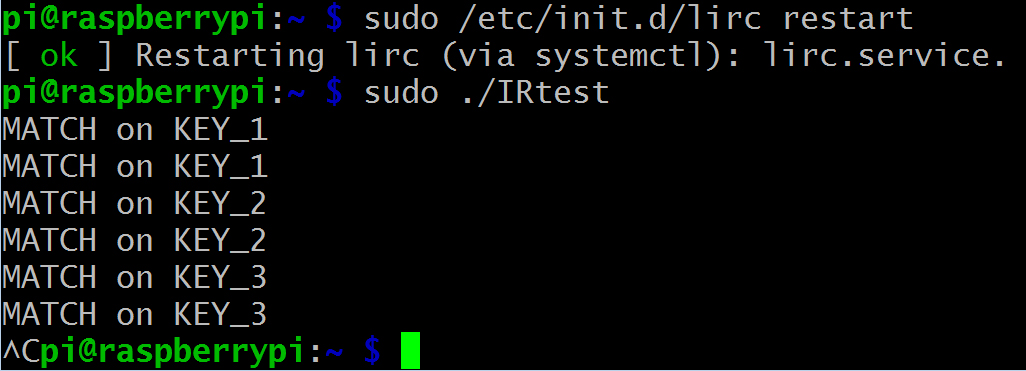 pi@raspberrypi:~ $ sudo /etc/init.d/lirc restart
[ ok ] Restarting lirc (via systemctl): lirc.service.
pi@raspberrypi:~ $ sudo ./IRtest
MATCH on KEY_1
MATCH on KEY_1
MATCH on KEY_2
MATCH on KEY_2
MATCH on KEY_3
MATCH on KEY_3
^Cpi@raspberrypi:~ $